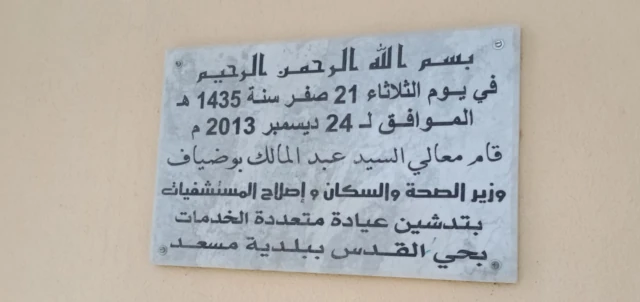 بسم الله الرحمن الرحيم
في يوم الثلاثاء 21 صفر سنة 1435 هـ
الموافق لـ 24 ديسمبر 2013 م
قام معالي السيد عبد المالك بوضياف
وزير الصحة والسكان و إصلاح المستشفيات
بتدشين عيادة متعددة الخدمات
بحي القدس ببلدية مسعد